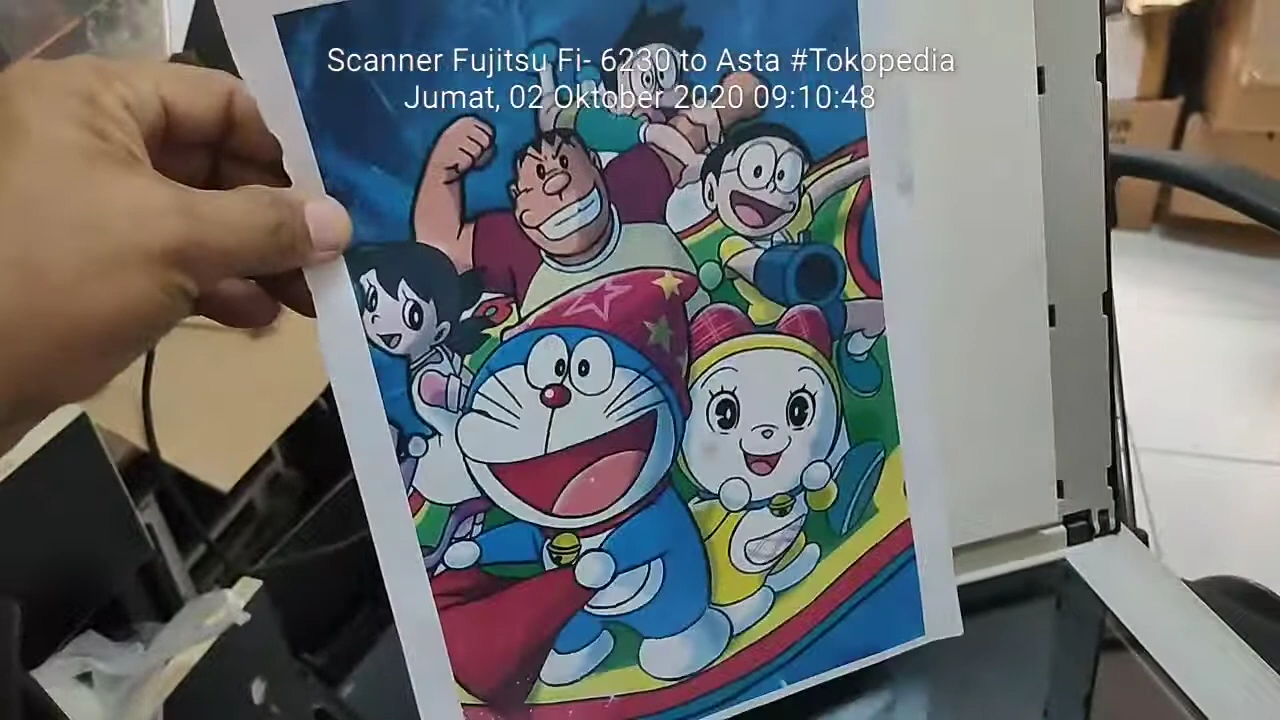 Scanner Fujitsu Fi- 6230 to Asta #Tokopedia
Jumat, 02 Oktober 2020 09:10:48